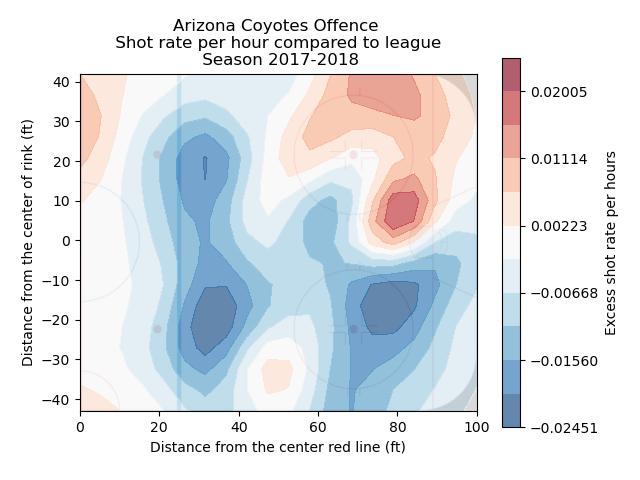 Arizona Coyotes Offence
Shot rate per hour compared to league
Season 2017-2018
Distance from the center of rink (ft)
40
30
20
10
0
−10
−20
−30
−40
0 20 40 60 80 100
Distance from the center red line (ft)
0.02005
0.01114
0.00223
−0.00668
−0.01560
−0.02451
Excess shot rate per hours